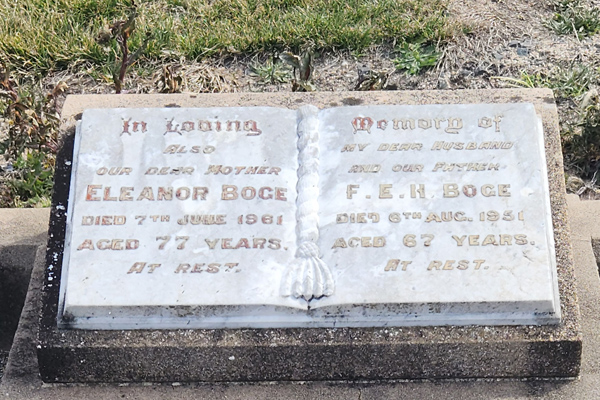 In Loving
Also
our dear Mother
Eleanor Boge
died 7th June 1961
aged 77 years.
At rest.
Memory of
my dear Husband
and our Father
F. E. H. Boge
died 6th Aug. 1951
aged 67 years.
At rest.